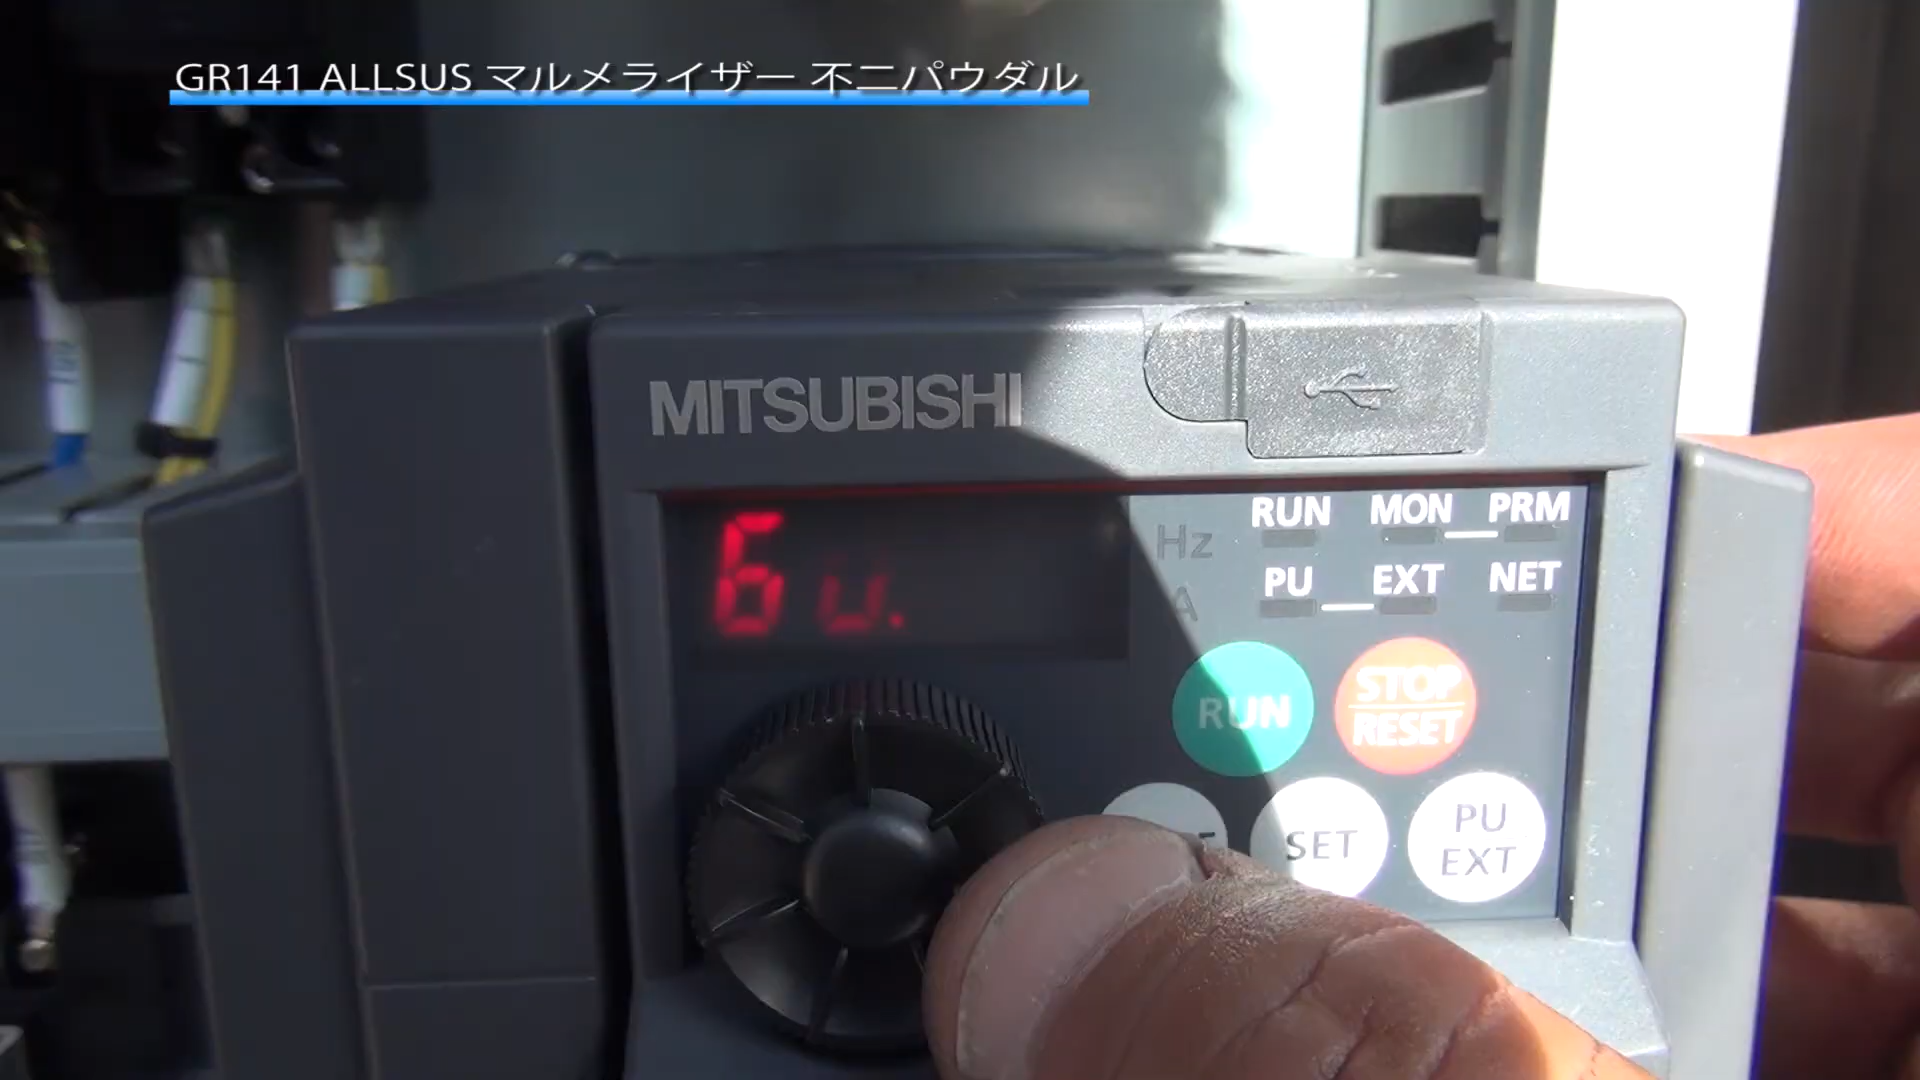 GR141 ALLSUS マルメライザー 不二パウダル
MITSUBISHI
6 u.
Hz
A
RUN MON PRM
PU EXT NET
RUN
STOP
RESET
SET
PU
EXT